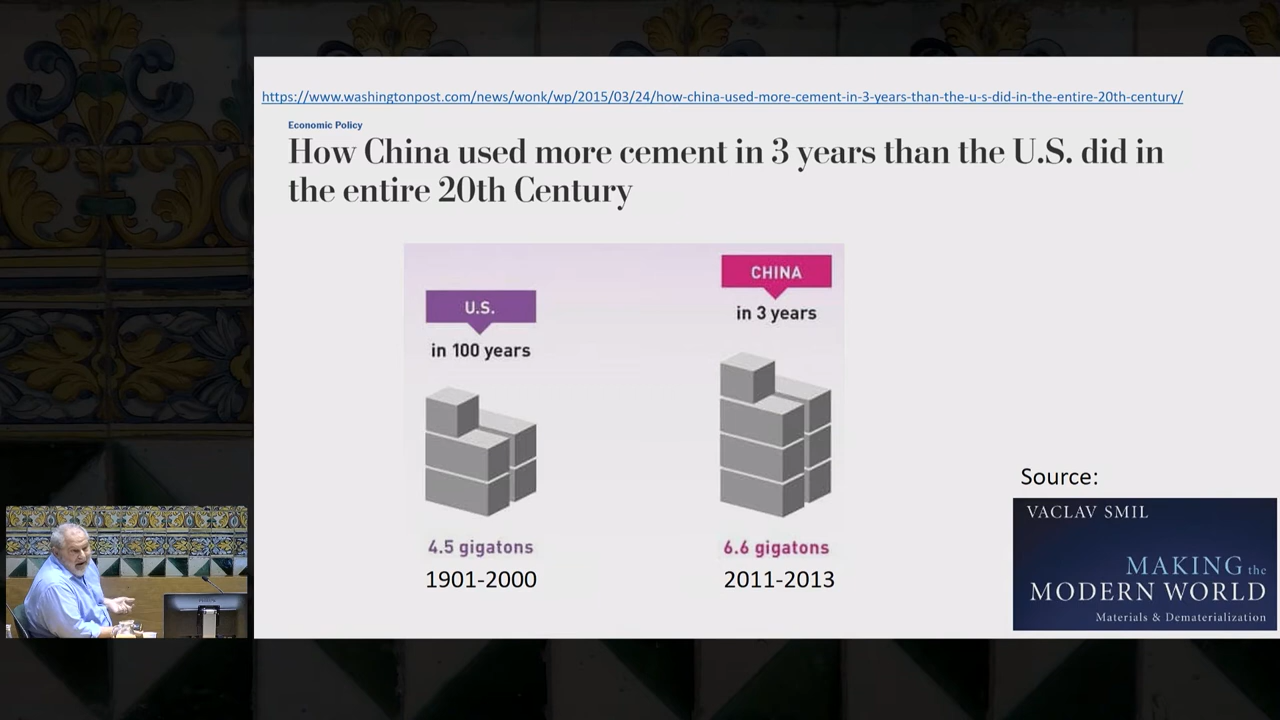 https://www.washingtonpost.com/news/wonk/wp/2015/03/24/how-china-used-more-cement-in-3-years-than-the-u-s-did-in-the-entire-20th-century/
Economic Policy
How China used more cement in 3 years than the U.S. did in
the entire 20th Century
U.S.
in 100 years
4.5 gigatons
1901-2000
CHINA
in 3 years
6.6 gigatons
2011-2013
Source:
VACLAV SMIL
MAKING the
MODERN WORLD
Materials & Dematerialization